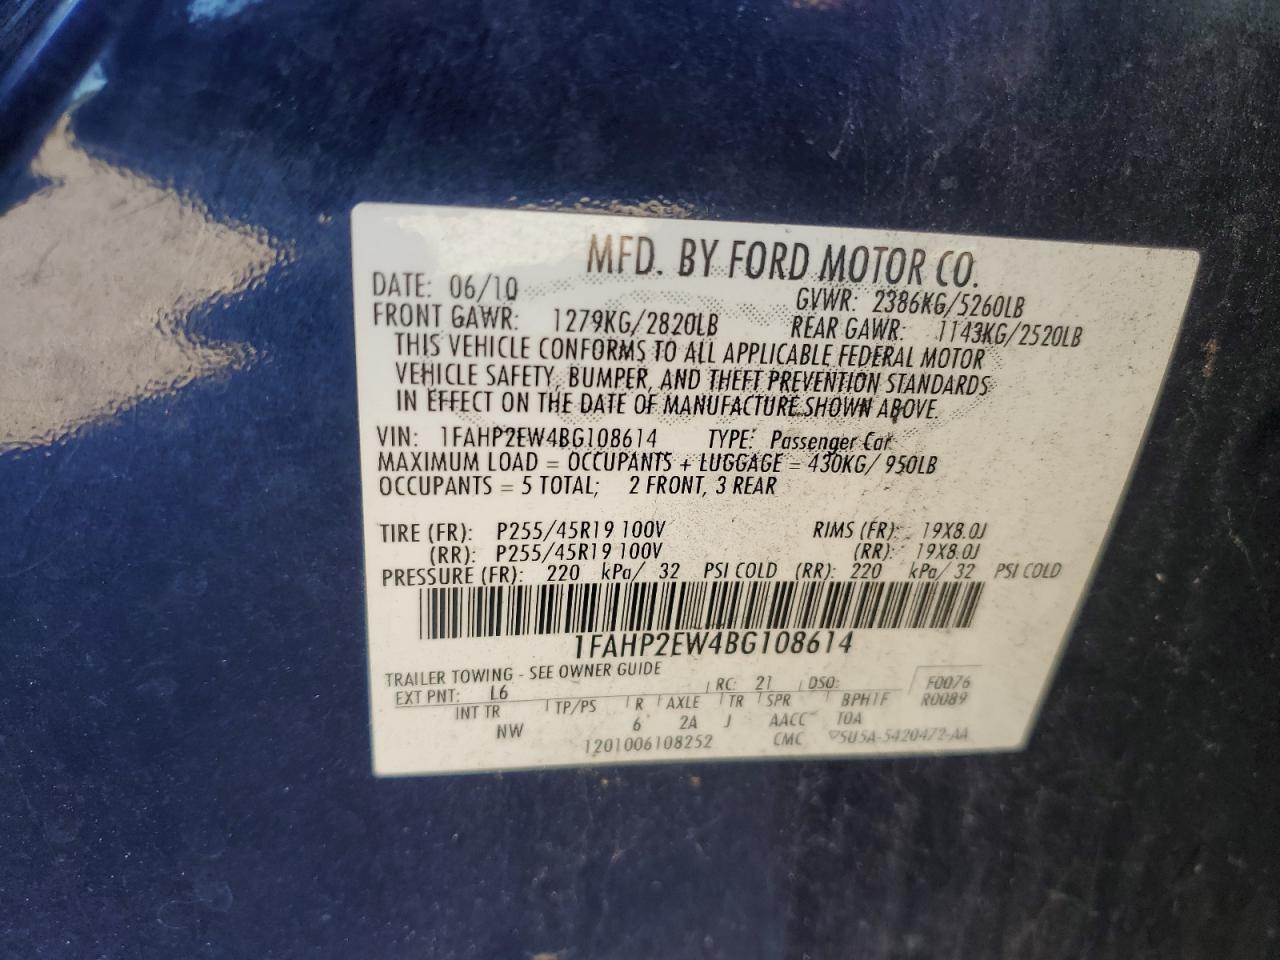 MFD. BY FORD MOTOR CO.
DATE: 06/10 GVWR: 2386KG/5260LB
FRONT GAWR: 1279KG/2820LB REAR GAWR: 1143KG/2520LB
THIS VEHICLE CONFORMS TO ALL APPLICABLE FEDERAL MOTOR
VEHICLE SAFETY, BUMPER, AND THEFT PREVENTION STANDARDS
IN EFFECT ON THE DATE OF MANUFACTURE SHOWN ABOVE.
VIN: 1FAHP2EW4BG108614 TYPE: Passenger Car
MAXIMUM LOAD = OCCUPANTS + LUGGAGE = 430KG/ 950LB
OCCUPANTS = 5 TOTAL; 2 FRONT, 3 REAR
TIRE (FR): P255/45R19 100V RIMS (FR): 19X8.0J
(RR): P255/45R19 100V (RR): 19X8.0J
PRESSURE (FR): 220 kPa/ 32 PSI COLD (RR): 220 kPa/ 32 PSI COLD
1FAHP2EW4BG108614
TRAILER TOWING - SEE OWNER GUIDE
EXT PNT: L6 RC: 21 DSO: F0076
INT TR TP/PS R AXLE TR SPR BPH1F R0089
NW 6 2A J AACC TOA
1201006108252 CMC 5U5A-5420472-AA